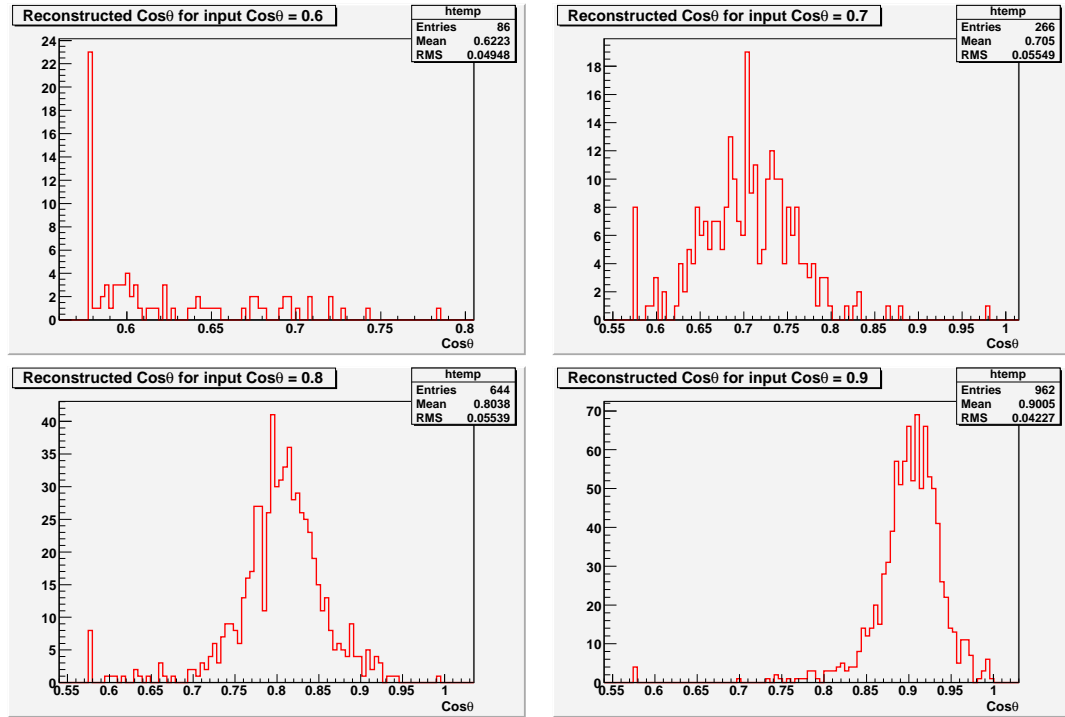 Reconstructed Cosθ for input Cosθ = 0.6
htemp
Entries 86
Mean 0.6223
RMS 0.04948
24
22
20
18
16
14
12
10
8
6
4
2
0
0.6 0.65 0.7 0.75 0.8
Cosθ
Reconstructed Cosθ for input Cosθ = 0.7
htemp
Entries 266
Mean 0.705
RMS 0.05549
18
16
14
12
10
8
6
4
2
0
0.55 0.6 0.65 0.7 0.75 0.8 0.85 0.9 0.95 1
Cosθ
Reconstructed Cosθ for input Cosθ = 0.8
htemp
Entries 644
Mean 0.8038
RMS 0.05539
40
35
30
25
20
15
10
5
0
0.55 0.6 0.65 0.7 0.75 0.8 0.85 0.9 0.95 1
Cosθ
Reconstructed Cosθ for input Cosθ = 0.9
htemp
Entries 962
Mean 0.9005
RMS 0.04227
70
60
50
40
30
20
10
0
0.55 0.6 0.65 0.7 0.75 0.8 0.85 0.9 0.95 1
Cosθ